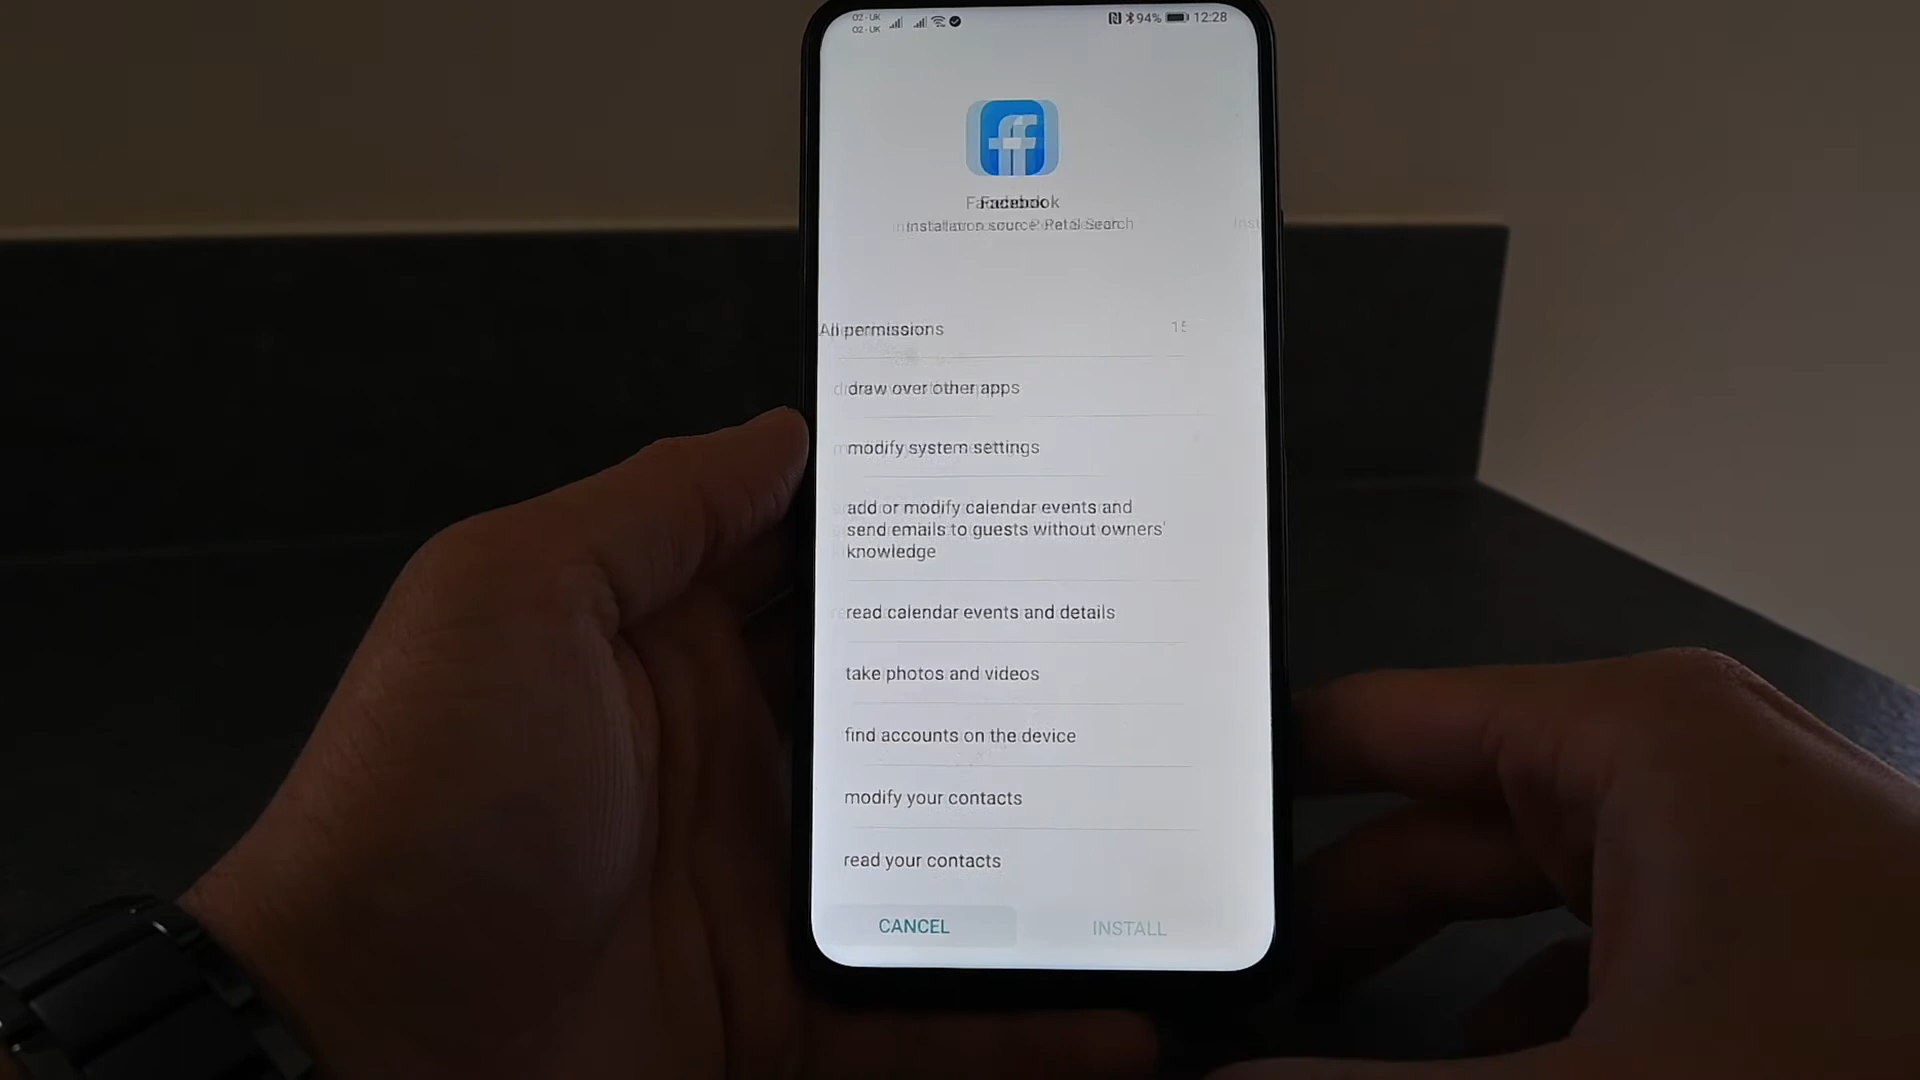 O2 - UK
O2 - UK
94% 12:28
Facebook
Installation source: Petal Search
All permissions
draw over other apps
modify system settings
add or modify calendar events and
send emails to guests without owners'
knowledge
read calendar events and details
take photos and videos
find accounts on the device
modify your contacts
read your contacts
CANCEL INSTALL